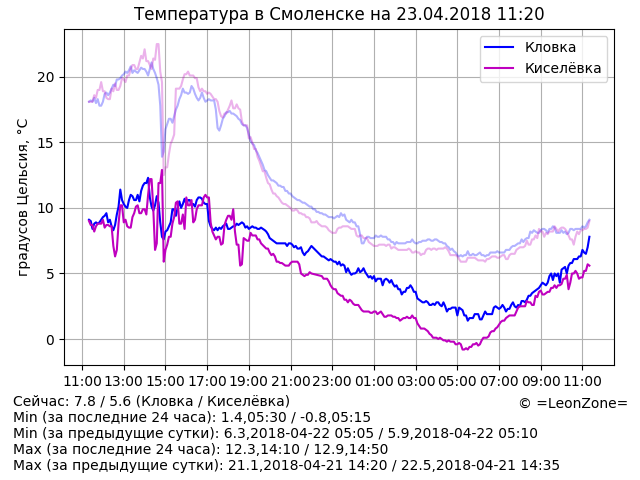 Температура в Смоленске на 23.04.2018 11:20
Кловка
Киселёвка
градусов Цельсия, °C
20
15
10
5
0
11:00 13:00 15:00 17:00 19:00 21:00 23:00 01:00 03:00 05:00 07:00 09:00 11:00
Сейчас: 7.8 / 5.6 (Кловка / Киселёвка)
© =LeonZone=
Min (за последние 24 часа): 1.4,05:30 / -0.8,05:15
Min (за предыдущие сутки): 6.3,2018-04-22 05:05 / 5.9,2018-04-22 05:10
Max (за последние 24 часа): 12.3,14:10 / 12.9,14:50
Max (за предыдущие сутки): 21.1,2018-04-21 14:20 / 22.5,2018-04-21 14:35